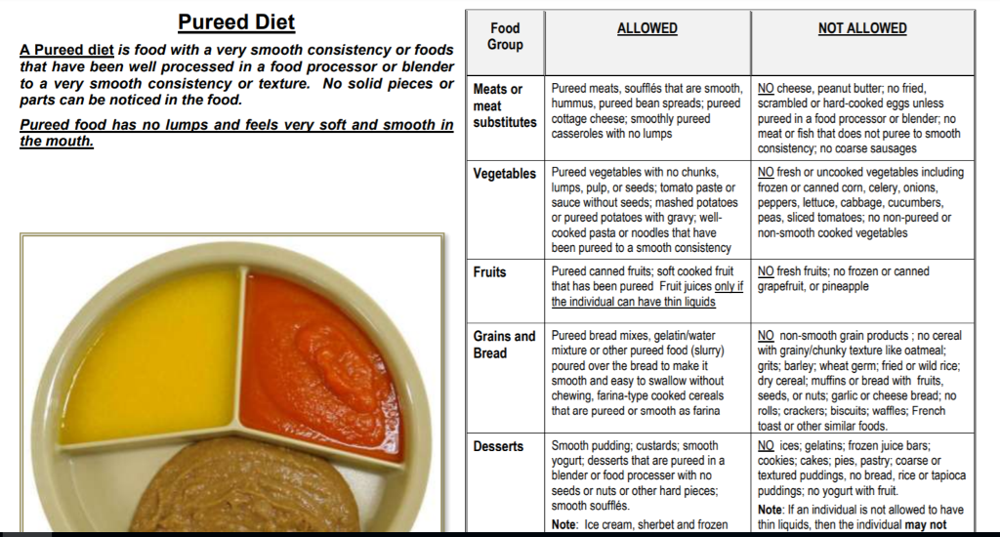 Pureed Diet
A Pureed diet is food with a very smooth consistency or foods
that have been well processed in a food processor or blender
to a very smooth consistency or texture. No solid pieces or
parts can be noticed in the food.
Pureed food has no lumps and feels very soft and smooth in
the mouth.
Food
Group
ALLOWED
NOT ALLOWED
Meats or
meat
substitutes
Pureed meats, soufflés that are smooth,
hummus, pureed bean spreads; pureed
cottage cheese; smoothly pureed
casseroles with no lumps
NO cheese, peanut butter; no fried,
scrambled or hard-cooked eggs unless
pureed in a food processor or blender; no
meat or fish that does not puree to smooth
consistency; no coarse sausages
Vegetables
Pureed vegetables with no chunks,
lumps, pulp, or seeds; tomato paste or
sauce without seeds; mashed potatoes
or pureed potatoes with gravy; well-
cooked pasta or noodles that have
been pureed to a smooth consistency
NO fresh or uncooked vegetables including
frozen or canned corn, celery, onions,
peppers, lettuce, cabbage, cucumbers,
peas, sliced tomatoes; no non-pureed or
non-smooth cooked vegetables
Fruits
Pureed canned fruits; soft cooked fruit
that has been pureed Fruit juices only if
the individual can have thin liquids
NO fresh fruits; no frozen or canned
grapefruit, or pineapple
Grains and
Bread
Pureed bread mixes, gelatin/water
mixture or other pureed food (slurry)
poured over the bread to make it
smooth and easy to swallow without
chewing, farina-type cooked cereals
that are pureed or smooth as farina
NO non-smooth grain products ; no cereal
with grainy/chunky texture like oatmeal;
grits; barley; wheat germ; fried or wild rice;
dry cereal; muffins or bread with fruits,
seeds, or nuts; garlic or cheese bread; no
rolls; crackers; biscuits; waffles; French
toast or other similar foods.
Desserts
Smooth pudding; custards; smooth
yogurt; desserts that are pureed in a
blender or food processer with no
seeds or nuts or other hard pieces;
smooth soufflés.
Note: Ice cream, sherbet and frozen
NO ices; gelatins; frozen juice bars;
cookies; cakes; pies, pastry; coarse or
textured puddings, no bread, rice or tapioca
puddings; no yogurt with fruit.
Note: If an individual is not allowed to have
thin liquids, then the individual may not